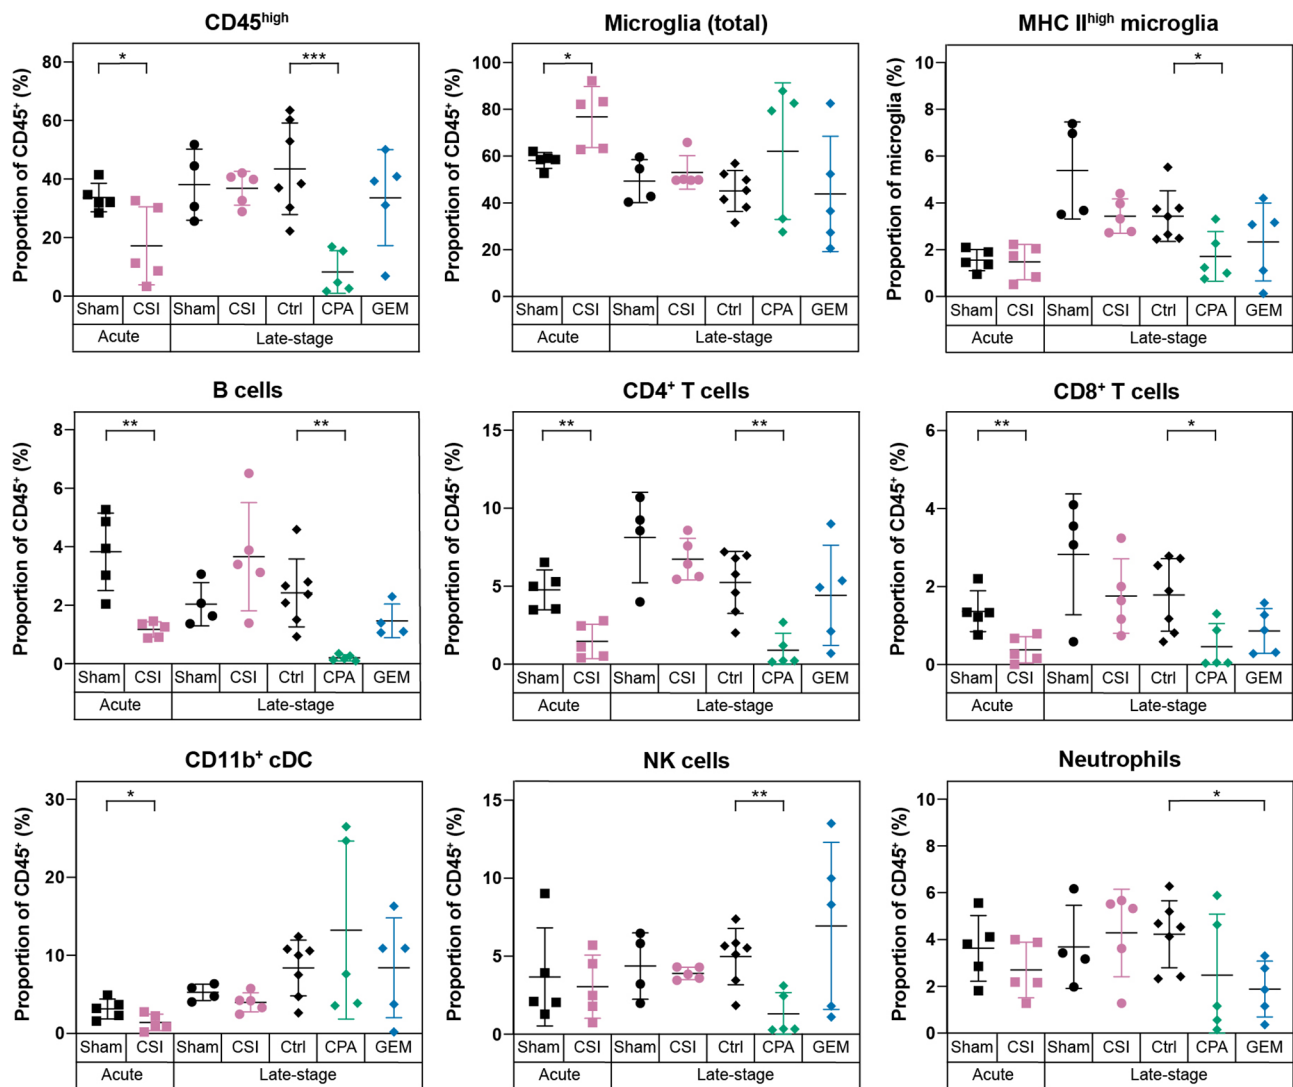 CD45high
Microglia (total)
MHC IIhigh microglia
Proportion of CD45+ (%)
80
60
40
20
0
*
***
Sham CSI Sham CSI Ctrl CPA GEM
Acute Late-stage
Proportion of CD45+ (%)
100
80
60
40
20
0
*
Sham CSI Sham CSI Ctrl CPA GEM
Acute Late-stage
Proportion of microglia (%)
10
8
6
4
2
0
*
Sham CSI Sham CSI Ctrl CPA GEM
Acute Late-stage
B cells
CD4+ T cells
CD8+ T cells
Proportion of CD45+ (%)
8
6
4
2
0
**
**
Sham CSI Sham CSI Ctrl CPA GEM
Acute Late-stage
Proportion of CD45+ (%)
15
10
5
0
**
**
Sham CSI Sham CSI Ctrl CPA GEM
Acute Late-stage
Proportion of CD45+ (%)
6
4
2
0
**
*
Sham CSI Sham CSI Ctrl CPA GEM
Acute Late-stage
CD11b+ cDC
NK cells
Neutrophils
Proportion of CD45+ (%)
30
20
10
0
*
Sham CSI Sham CSI Ctrl CPA GEM
Acute Late-stage
Proportion of CD45+ (%)
15
10
5
0
**
Sham CSI Sham CSI Ctrl CPA GEM
Acute Late-stage
Proportion of CD45+ (%)
10
8
6
4
2
0
*
Sham CSI Sham CSI Ctrl CPA GEM
Acute Late-stage